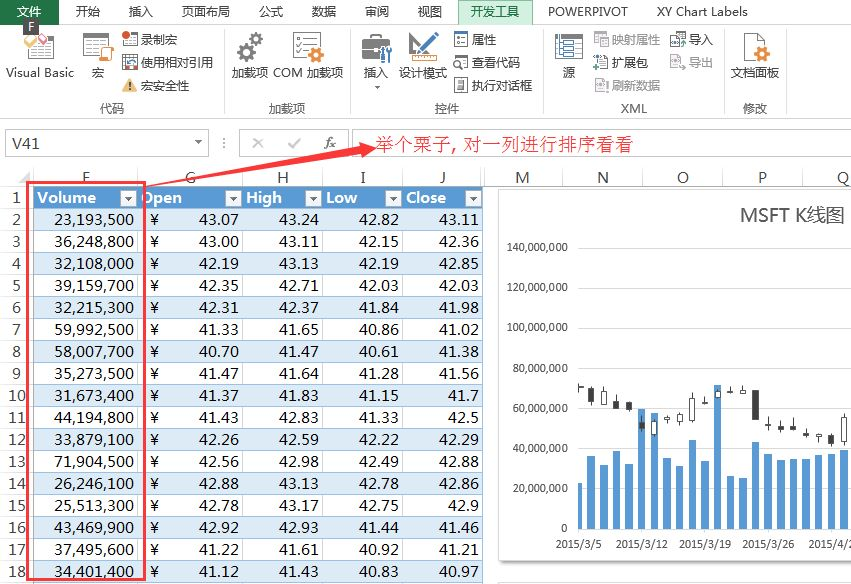 文件 开始 插入 页面布局 公式 数据 审阅 视图 开发工具 POWERPIVOT XY Chart Labels
F
录制宏 属性 映射属性 导入
使用相对引用 查看代码 扩展包 导出
Visual Basic 宏 宏安全性 加载项 COM 加载项 插入 设计模式 执行对话框 源 刷新数据 文档面板
代码 加载项 控件 XML 修改
V41 fx 举个栗子, 对一列进行排序看看
F G H I J M N O P Q
1 Volume Open High Low Close
2 23,193,500 ¥ 43.07 43.24 42.82 43.11
3 36,248,800 ¥ 43.00 43.11 42.15 42.36
4 32,108,000 ¥ 42.19 43.13 42.19 42.85
5 39,159,700 ¥ 42.35 42.71 42.03 42.03
6 32,215,300 ¥ 42.31 42.37 41.84 41.98
7 59,992,500 ¥ 41.33 41.65 40.86 41.02
8 58,007,700 ¥ 40.70 41.47 40.61 41.38
9 35,273,500 ¥ 41.47 41.64 41.28 41.56
10 31,673,400 ¥ 41.37 41.83 41.15 41.7
11 44,194,800 ¥ 41.43 42.83 41.33 42.5
12 33,879,100 ¥ 42.26 42.59 42.22 42.29
13 71,904,500 ¥ 42.56 42.98 42.49 42.88
14 26,246,100 ¥ 42.88 43.13 42.78 42.86
15 25,513,300 ¥ 42.78 43.17 42.75 42.9
16 43,469,900 ¥ 42.92 42.93 41.44 41.46
17 37,495,600 ¥ 41.22 41.61 40.92 41.21
18 34,401,400 ¥ 41.12 41.43 40.83 40.97
MSFT K线图
140,000,000
120,000,000
100,000,000
80,000,000
60,000,000
40,000,000
20,000,000
0
2015/3/5 2015/3/12 2015/3/19 2015/3/26 2015/4/2